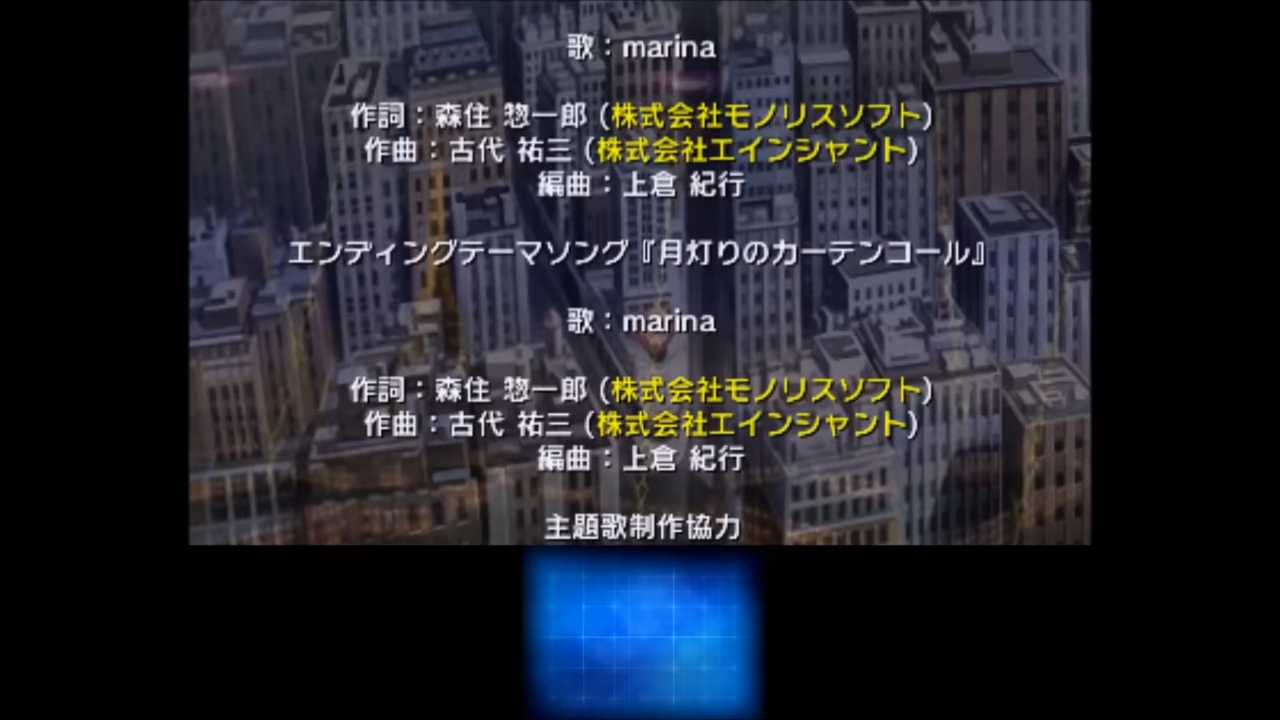 歌：marina
作詞：森住 惣一郎 (株式会社モノリスソフト)
作曲：古代 祐三 (株式会社エインシャント)
編曲：上倉 紀行
エンディングテーマソング『月灯りのカーテンコール』
歌：marina
作詞：森住 惣一郎 (株式会社モノリスソフト)
作曲：古代 祐三 (株式会社エインシャント)
編曲：上倉 紀行
主題歌制作協力